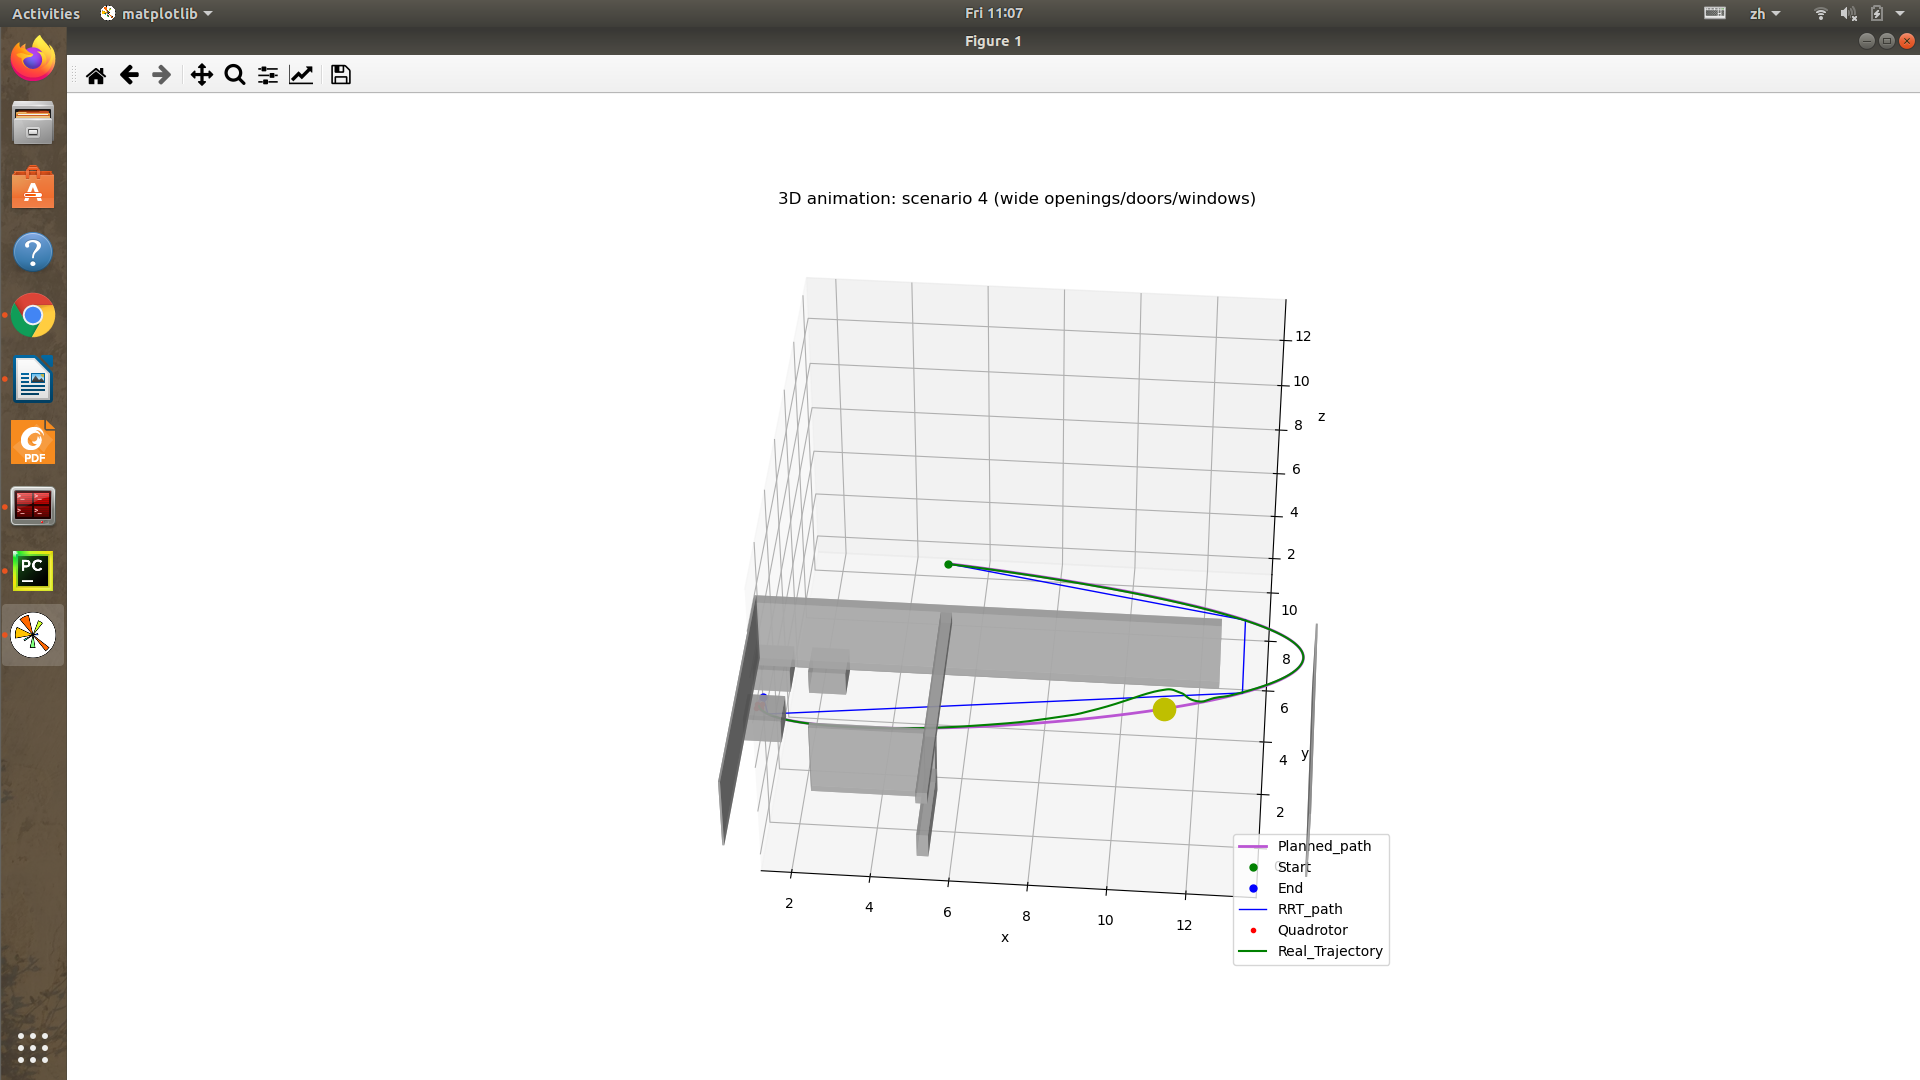 Activities
matplotlib
Fri 11:07
zh
Figure 1
3D animation: scenario 4 (wide openings/doors/windows)
12
10
z
8
6
4
2
10
8
6
y
4
2
2
4
6
8
10
12
x
Planned_path
Start
End
RRT_path
Quadrotor
Real_Trajectory
PDF
PC